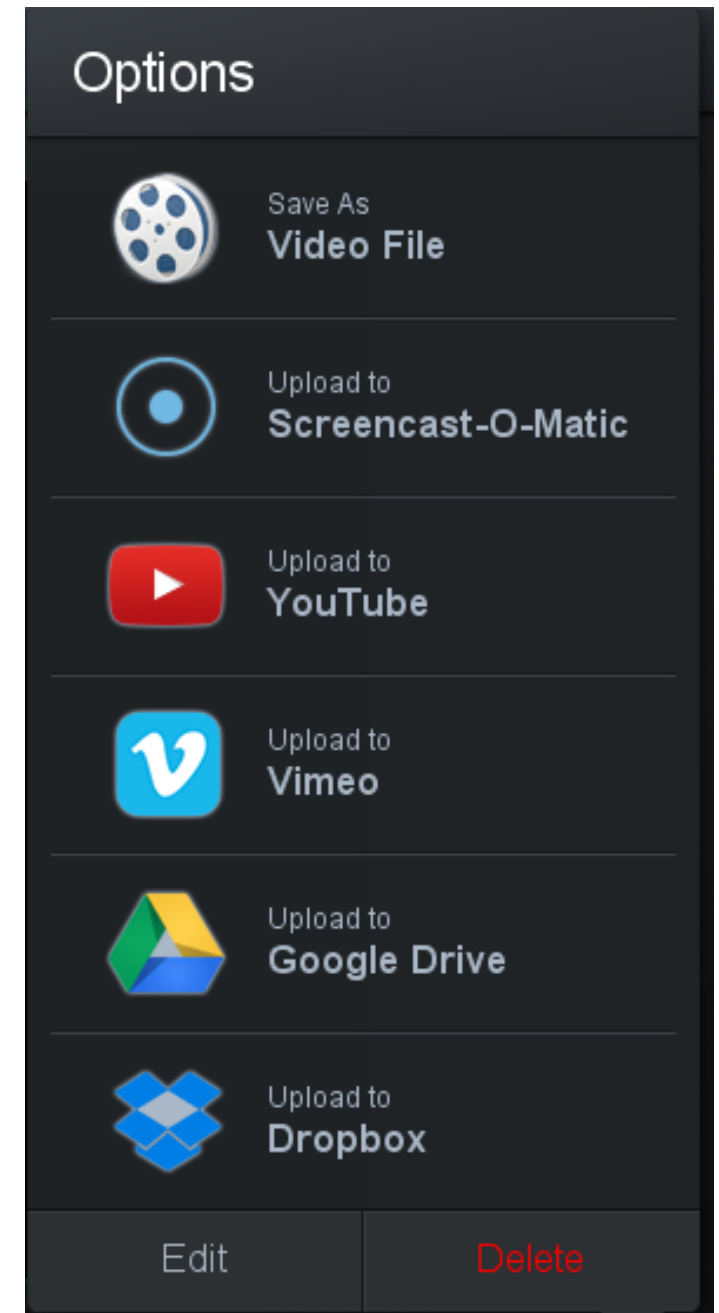 Options
Save As
Video File
Upload to
Screencast-O-Matic
Upload to
YouTube
Upload to
Vimeo
Upload to
Google Drive
Upload to
Dropbox
Edit Delete